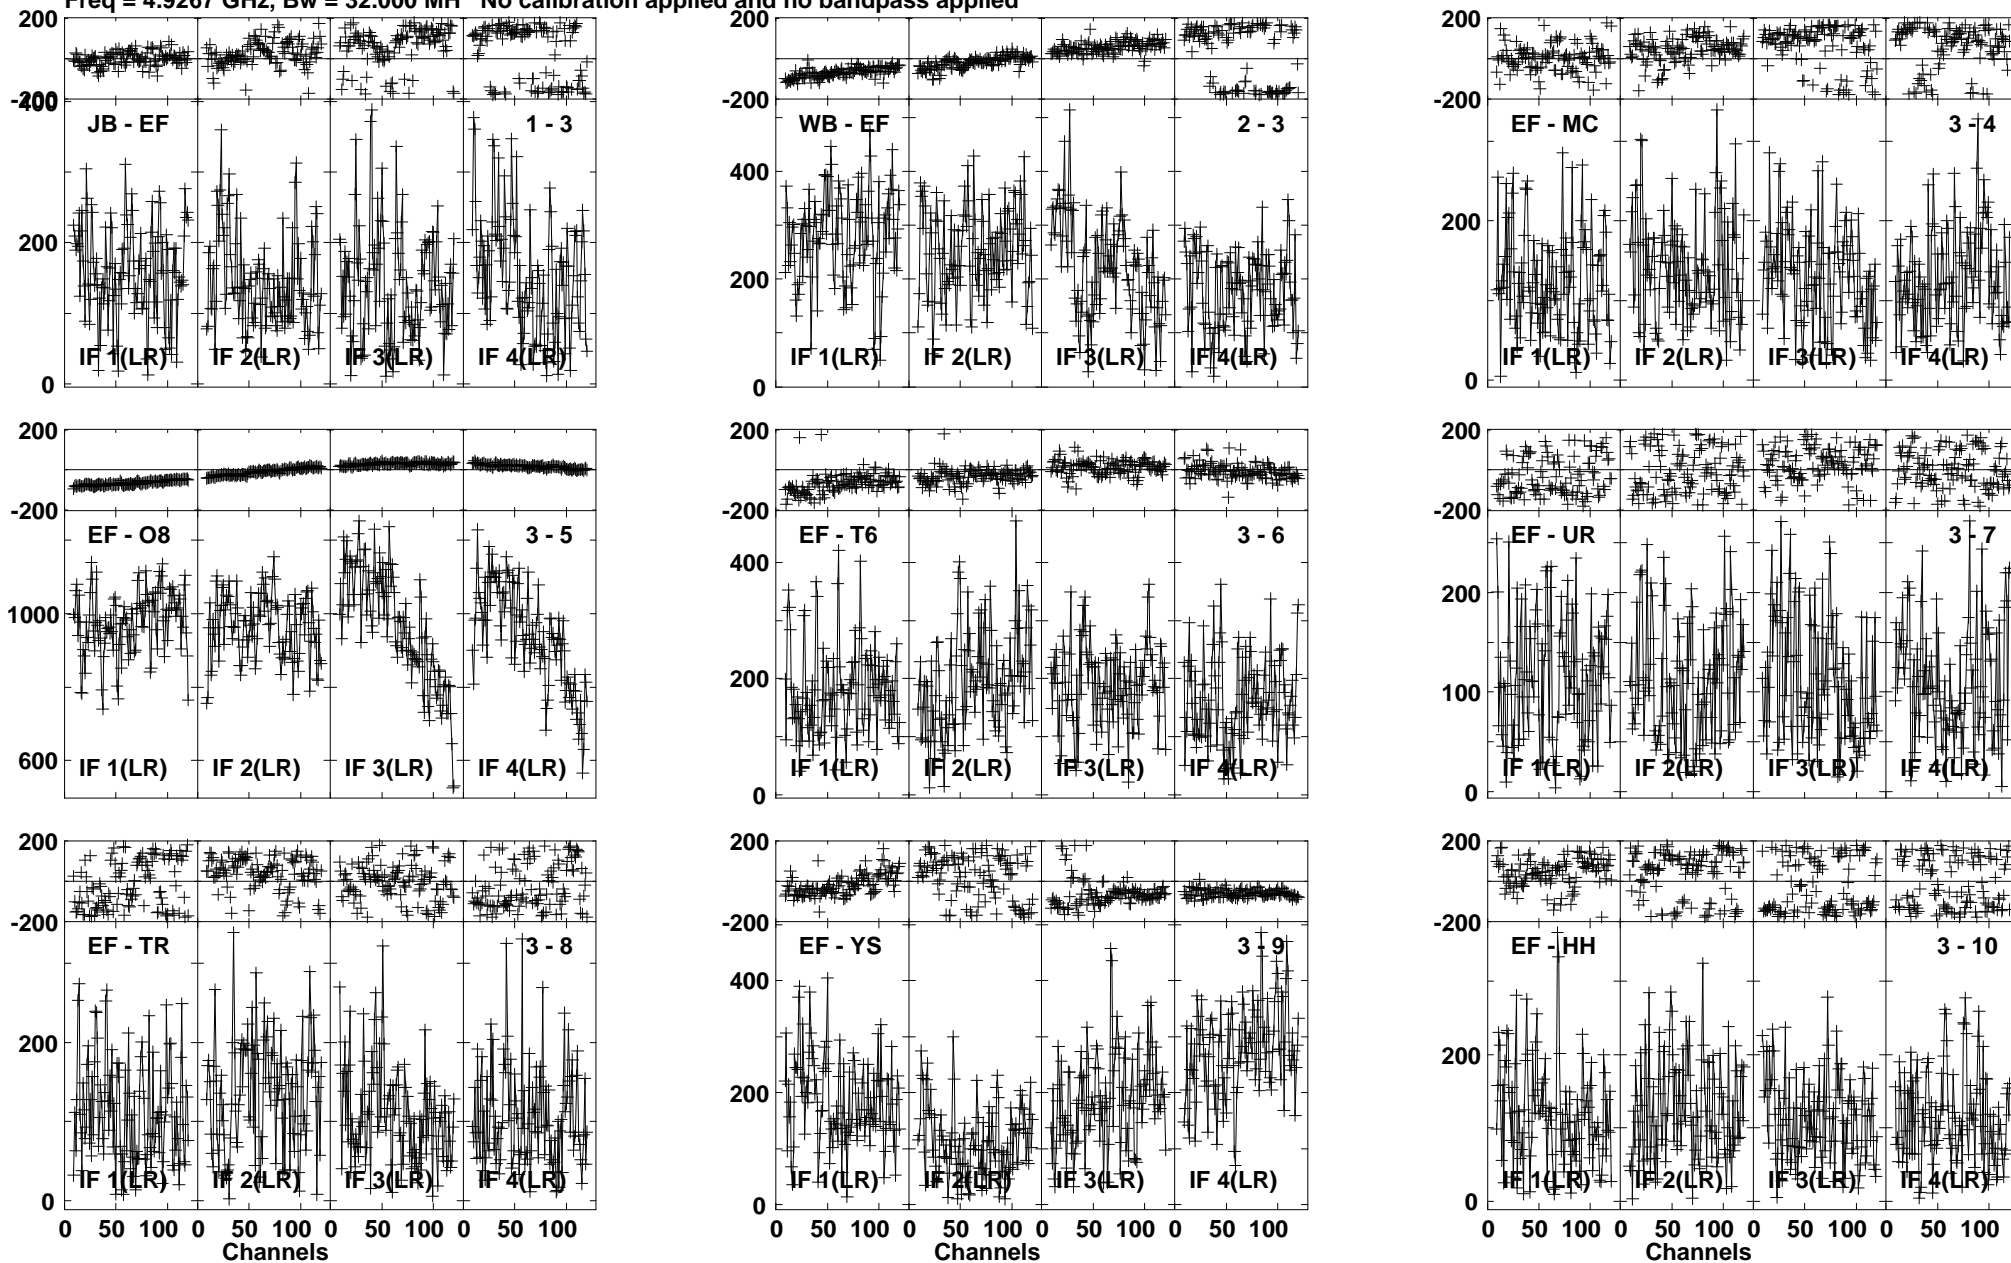 Freq = 4.9267 GHz, Bw = 32.000 MH No calibration applied and no bandpass applied
200
-200
400
200
0
JB - EF
1 - 3
IF 1(LR)
IF 2(LR)
IF 3(LR)
IF 4(LR)
200
-200
400
200
0
WB - EF
2 - 3
IF 1(LR)
IF 2(LR)
IF 3(LR)
IF 4(LR)
200
-200
200
0
EF - MC
3 - 4
IF 1(LR)
IF 2(LR)
IF 3(LR)
IF 4(LR)
200
-200
1000
600
EF - O8
3 - 5
IF 1(LR)
IF 2(LR)
IF 3(LR)
IF 4(LR)
200
-200
400
200
0
EF - T6
3 - 6
IF 1(LR)
IF 2(LR)
IF 3(LR)
IF 4(LR)
200
-200
200
100
0
EF - UR
3 - 7
IF 1(LR)
IF 2(LR)
IF 3(LR)
IF 4(LR)
200
-200
200
0
EF - TR
3 - 8
IF 1(LR)
IF 2(LR)
IF 3(LR)
IF 4(LR)
0 50 100 0 50 100 0 50 100 0 50 100
Channels
200
-200
400
200
0
EF - YS
3 - 9
IF 1(LR)
IF 2(LR)
IF 3(LR)
IF 4(LR)
0 50 100 0 50 100 0 50 100 0 50 100
Channels
200
-200
200
0
EF - HH
3 - 10
IF 1(LR)
IF 2(LR)
IF 3(LR)
IF 4(LR)
0 50 100 0 50 100 0 50 100 0 50 100
Channels